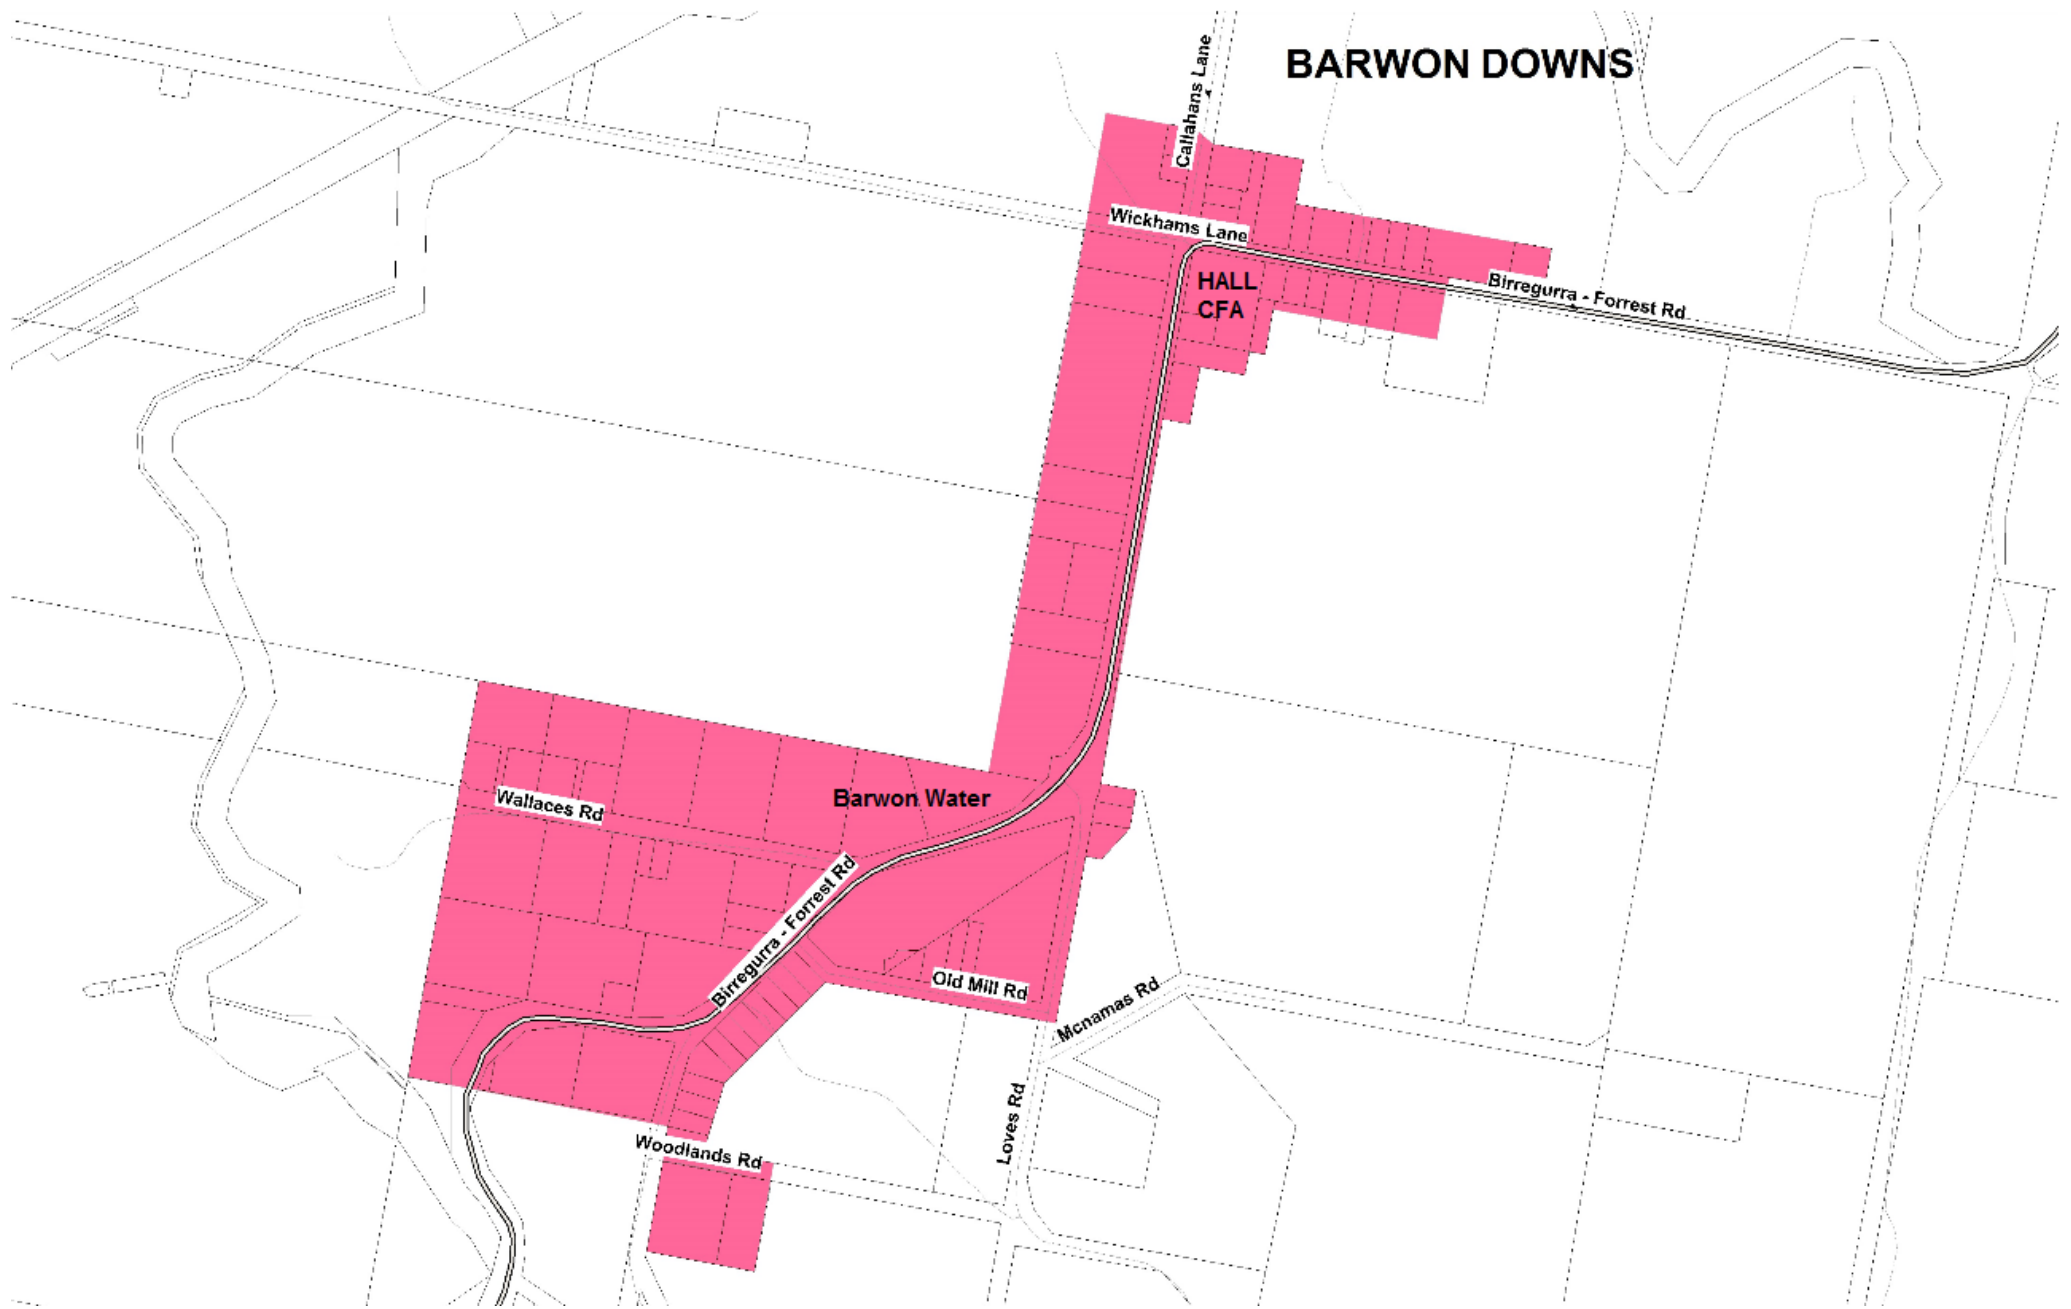 BARWON DOWNS
Callahans Lane
Wickhams Lane
HALL
CFA
Birregurra - Forrest Rd
Barwon Water
Wallaces Rd
Birregurra - Forrest Rd
Old Mill Rd
Mcnamas Rd
Loves Rd
Woodlands Rd